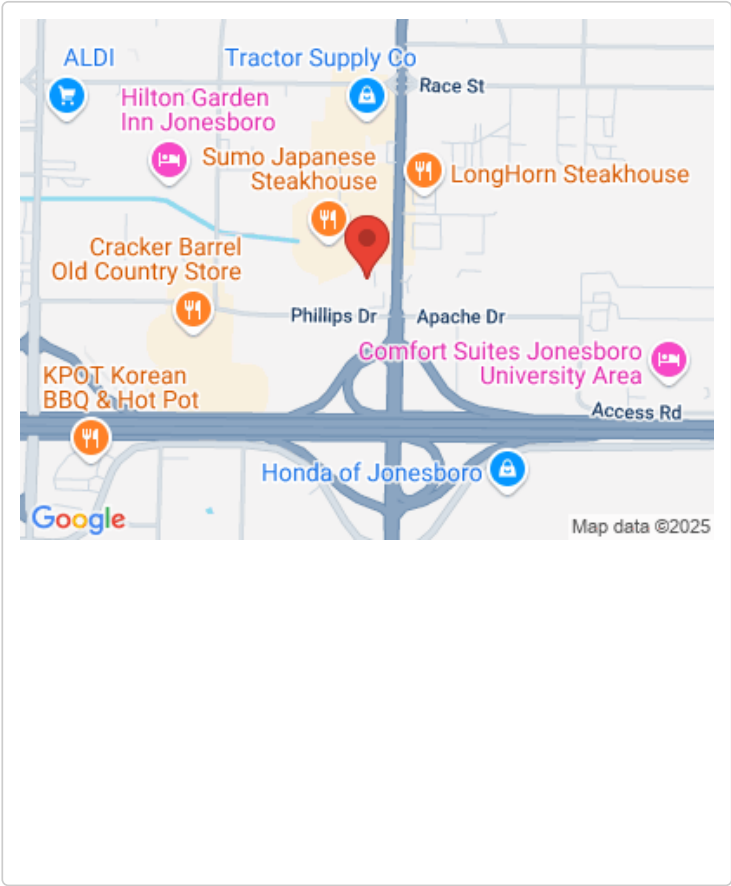 ALDI
Tractor Supply Co
Race St
Hilton Garden
Inn Jonesboro
Sumo Japanese
Steakhouse
LongHorn Steakhouse
Cracker Barrel
Old Country Store
Phillips Dr
Apache Dr
Comfort Suites Jonesboro
University Area
KPOT Korean
BBQ & Hot Pot
Access Rd
Honda of Jonesboro
Google
Map data ©2025